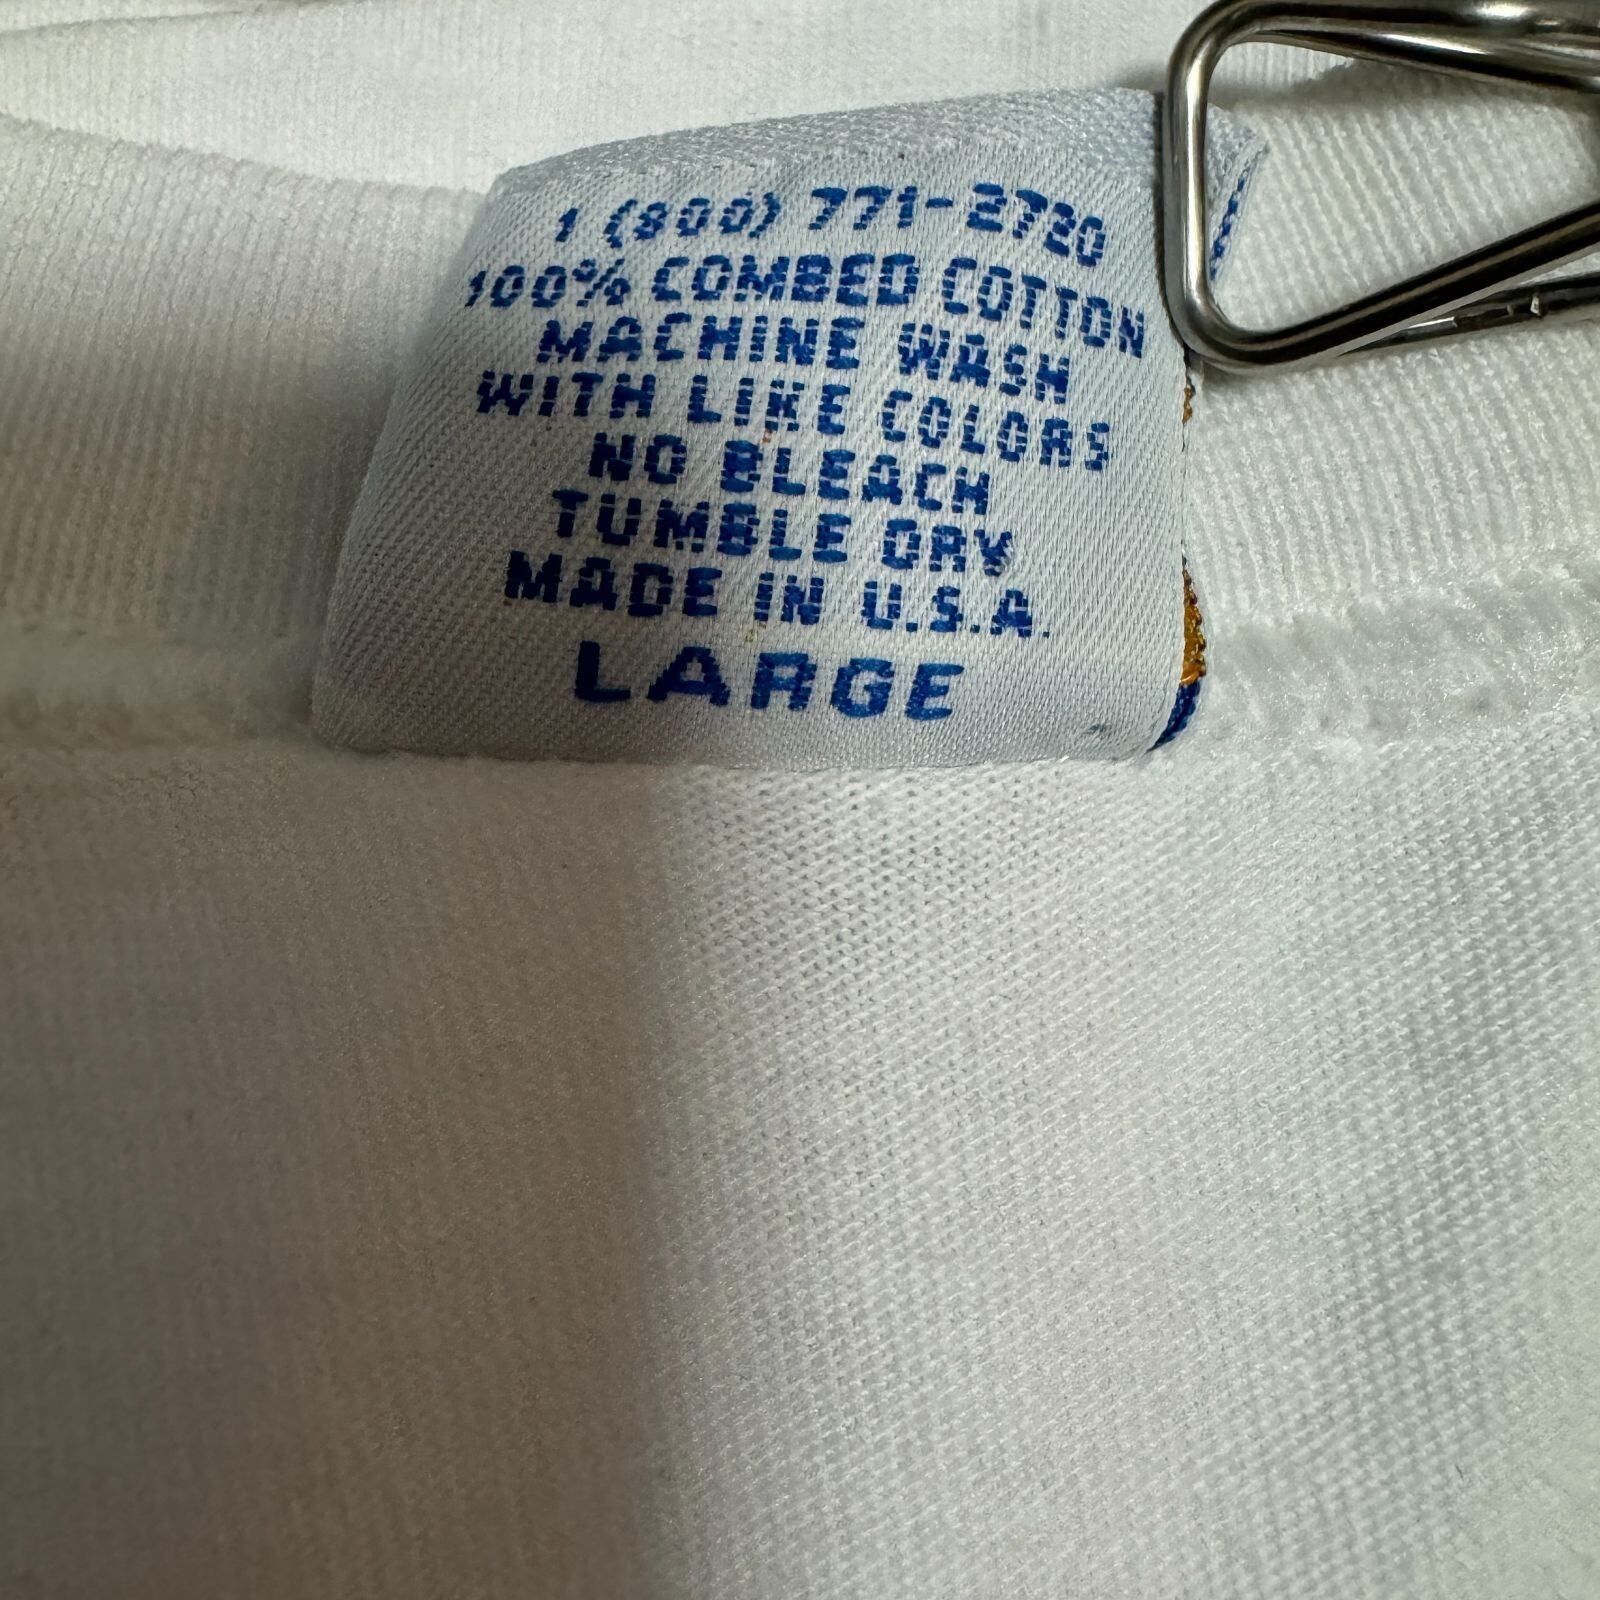 1 (800) 771-2720
100% COMBED COTTON
MACHINE WASH
WITH LIKE COLORS
NO BLEACH
TUMBLE DRY
MADE IN U.S.A.
LARGE